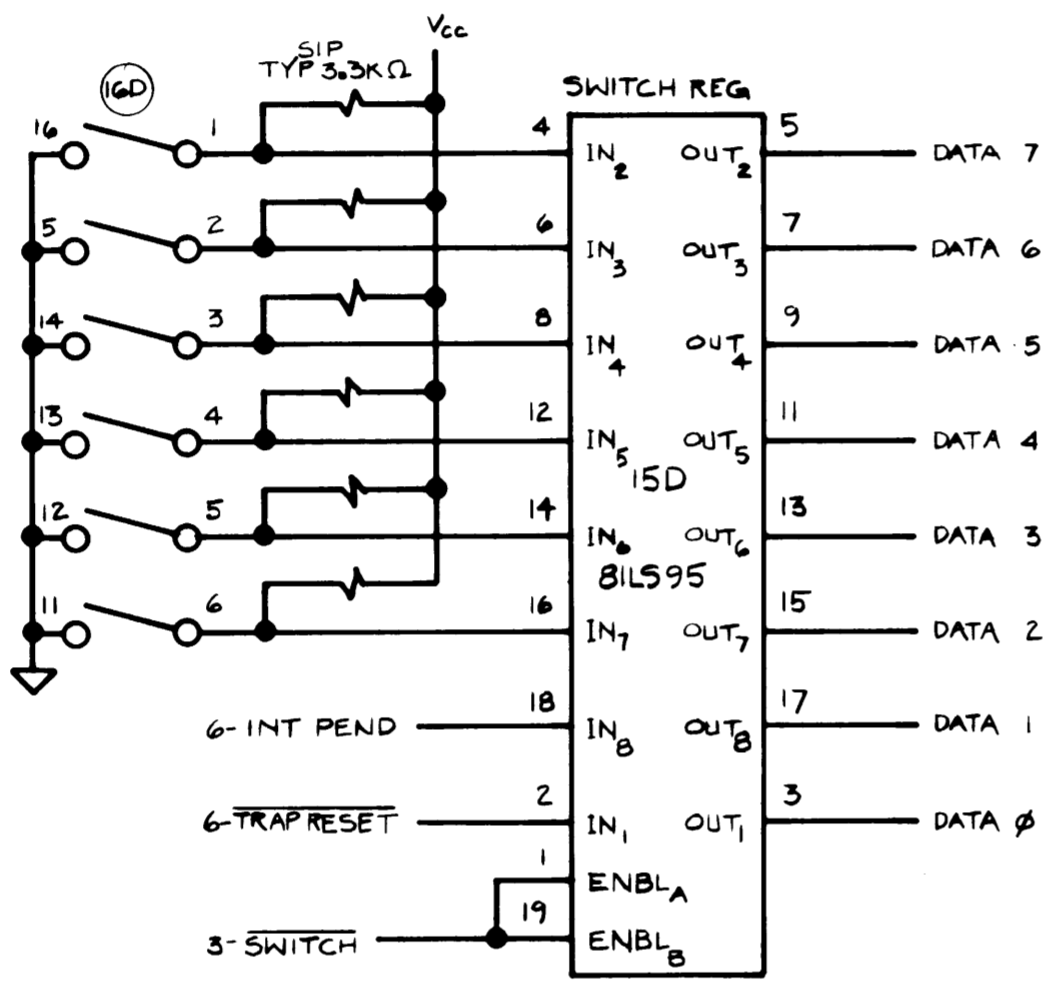 VCC
SIP
TYP 3.3KΩ
16D
SWITCH REG
16 1 4 IN2 OUT2 5 DATA 7
5 2 6 IN3 OUT3 7 DATA 6
14 3 8 IN4 OUT4 9 DATA 5
13 4 12 IN5 OUT5 11 DATA 4
15D
12 5 14 IN6 OUT6 13 DATA 3
81LS95
11 6 16 IN7 OUT7 15 DATA 2
6-INT PEND 18 IN8 OUT8 17 DATA 1
6-TRAP RESET 2 IN1 OUT1 3 DATA Ø
1 ENBLA
3-SWITCH 19 ENBLB